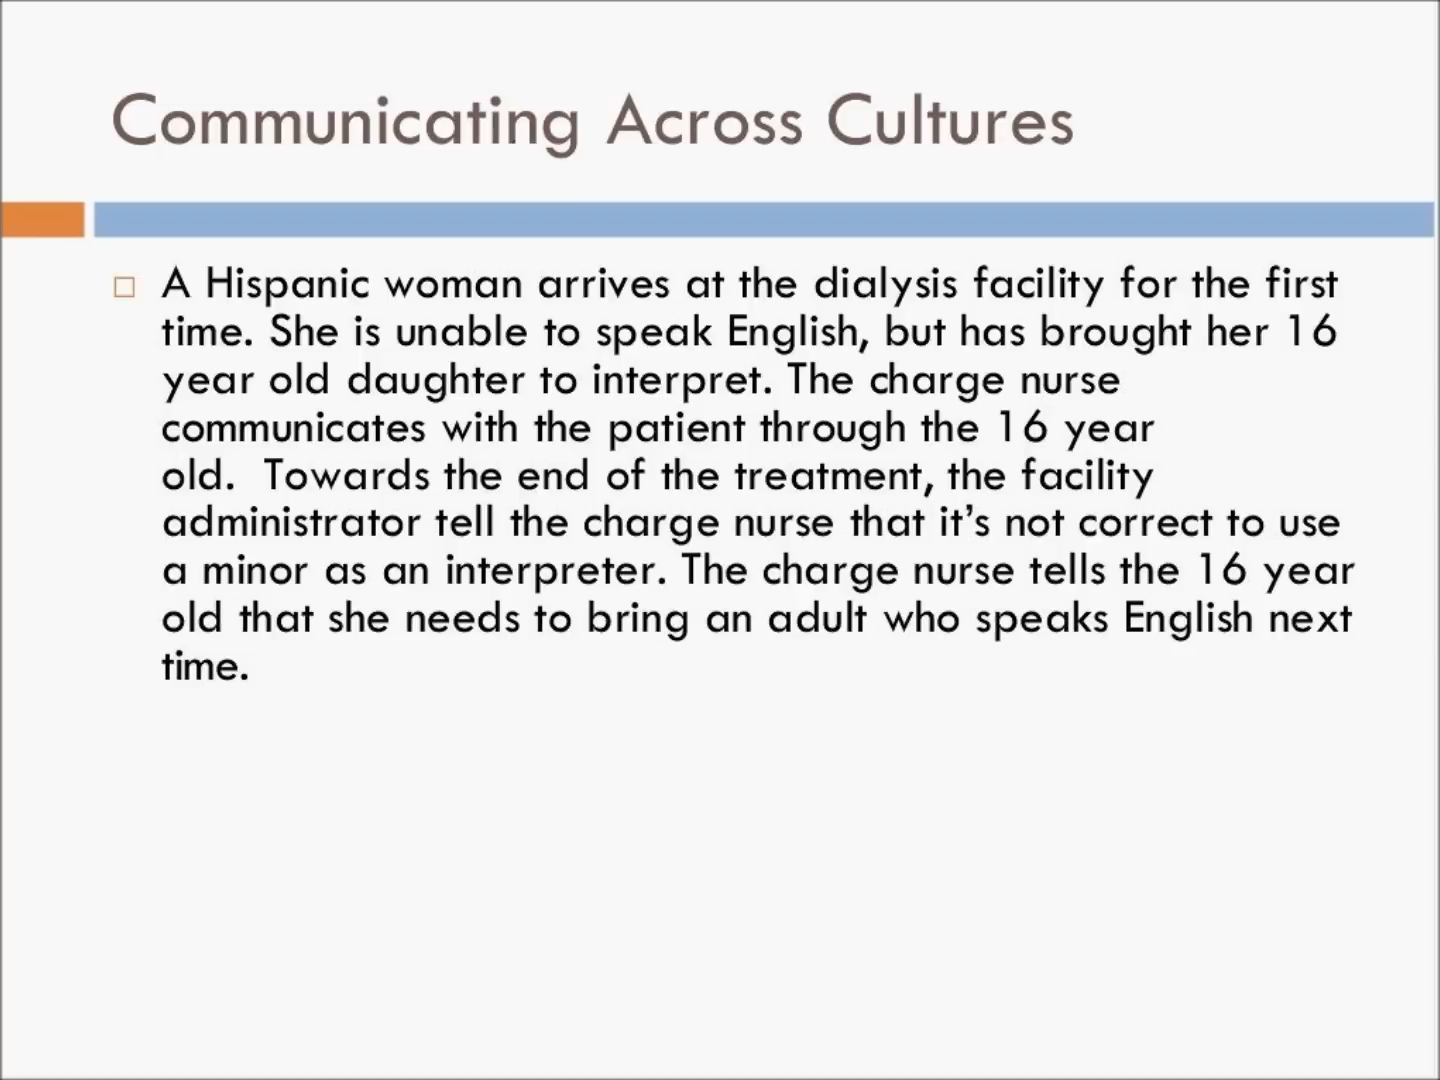 Communicating Across Cultures
A Hispanic woman arrives at the dialysis facility for the first
time. She is unable to speak English, but has brought her 16
year old daughter to interpret. The charge nurse
communicates with the patient through the 16 year
old.  Towards the end of the treatment, the facility
administrator tell the charge nurse that it’s not correct to use
a minor as an interpreter. The charge nurse tells the 16 year
old that she needs to bring an adult who speaks English next
time.